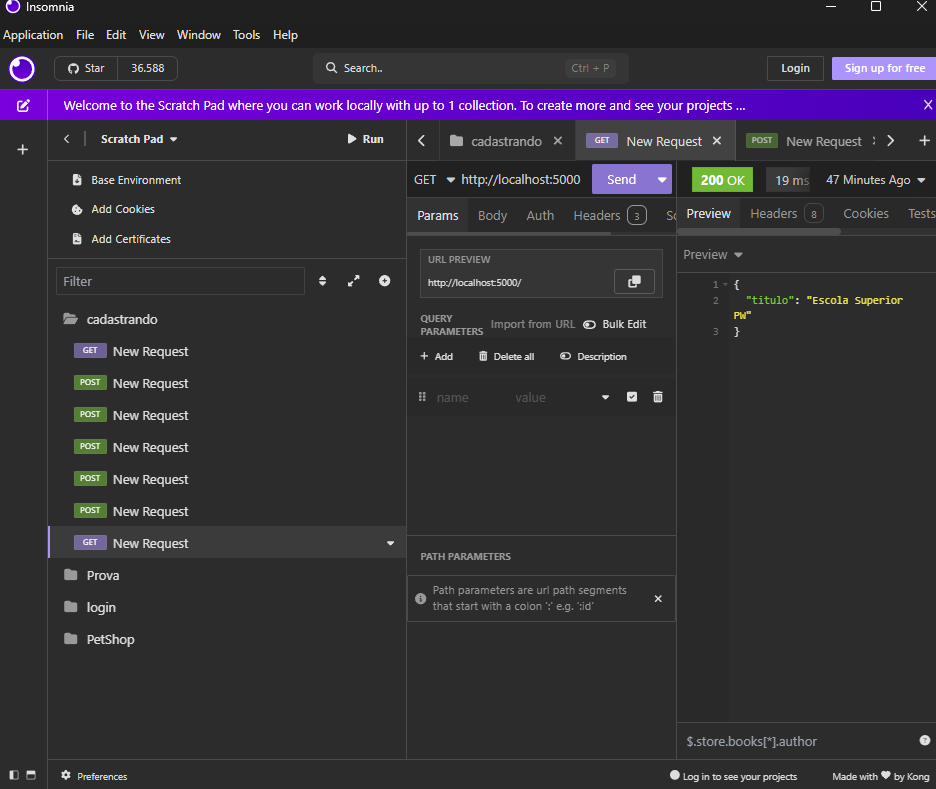 Insomnia
Application File Edit View Window Tools Help
Star 36.588 Search.. Ctrl + P Login Sign up for free
Welcome to the Scratch Pad where you can work locally with up to 1 collection. To create more and see your projects ...
Scratch Pad Run
cadastrando GET New Request POST New Request
Base Environment
Add Cookies
Add Certificates
Filter
cadastrando
GET New Request
POST New Request
POST New Request
POST New Request
POST New Request
POST New Request
GET New Request
Prova
login
PetShop
GET http://localhost:5000 Send
Params Body Auth Headers 3 Sc
URL PREVIEW
http://localhost:5000/
QUERY PARAMETERS Import from URL Bulk Edit
Add Delete all Description
name value
PATH PARAMETERS
Path parameters are url path segments
that start with a colon ':' e.g. ':id'
200 OK 19 ms 47 Minutes Ago
Preview Headers 8 Cookies Tests
Preview
1 {
2 "titulo": "Escola Superior
PW"
3 }
$.store.books[*].author
Preferences Log in to see your projects Made with ❤ by Kong